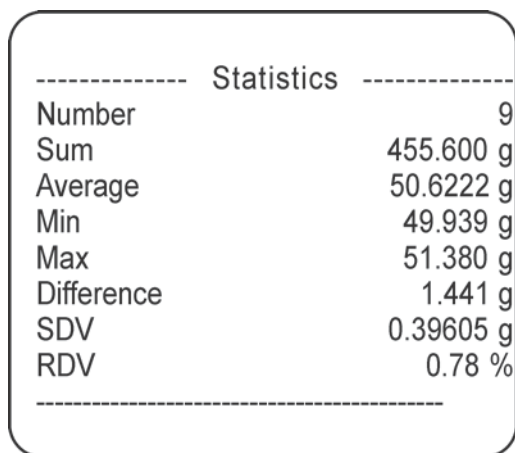 -------------- Statistics --------------
Number 9
Sum 455.600 g
Average 50.6222 g
Min 49.939 g
Max 51.380 g
Difference 1.441 g
SDV 0.39605 g
RDV 0.78 %
--------------------------------------------